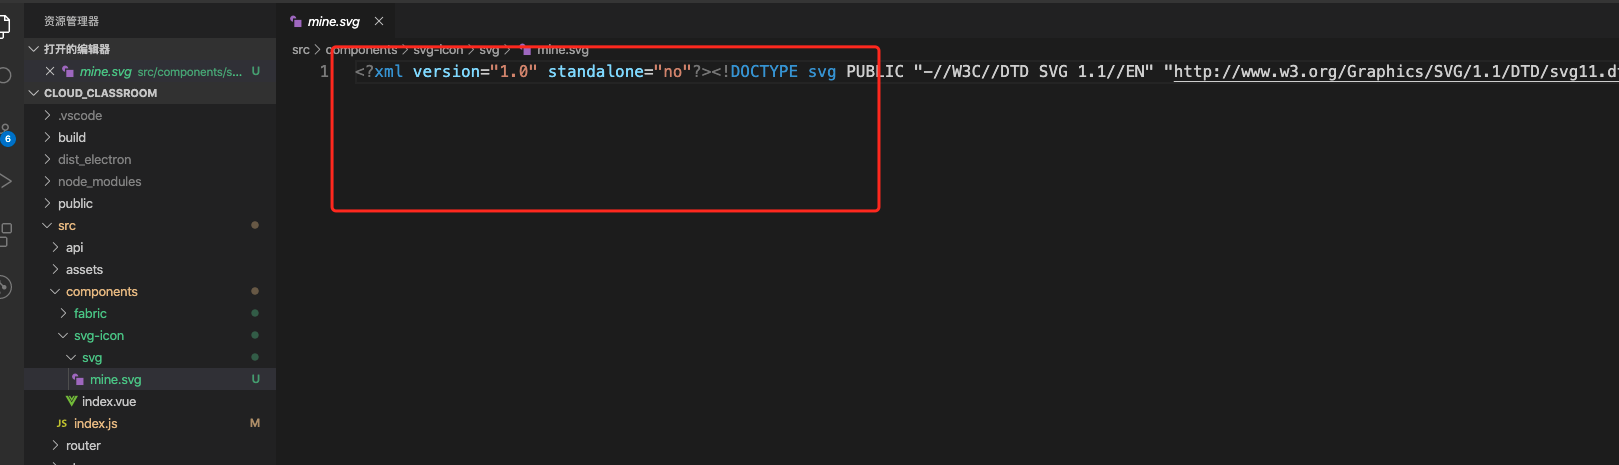 资源管理器
打开的编辑器
mine.svg src/components/s... U
CLOUD_CLASSROOM
.vscode
build
dist_electron
node_modules
public
src
api
assets
components
fabric
svg-icon
svg
mine.svg U
index.vue
JS index.js M
router
6
mine.svg
src > components > svg-icon > svg > mine.svg
1 <?xml version="1.0" standalone="no"?><!DOCTYPE svg PUBLIC "-//W3C//DTD SVG 1.1//EN" "http://www.w3.org/Graphics/SVG/1.1/DTD/svg11.d